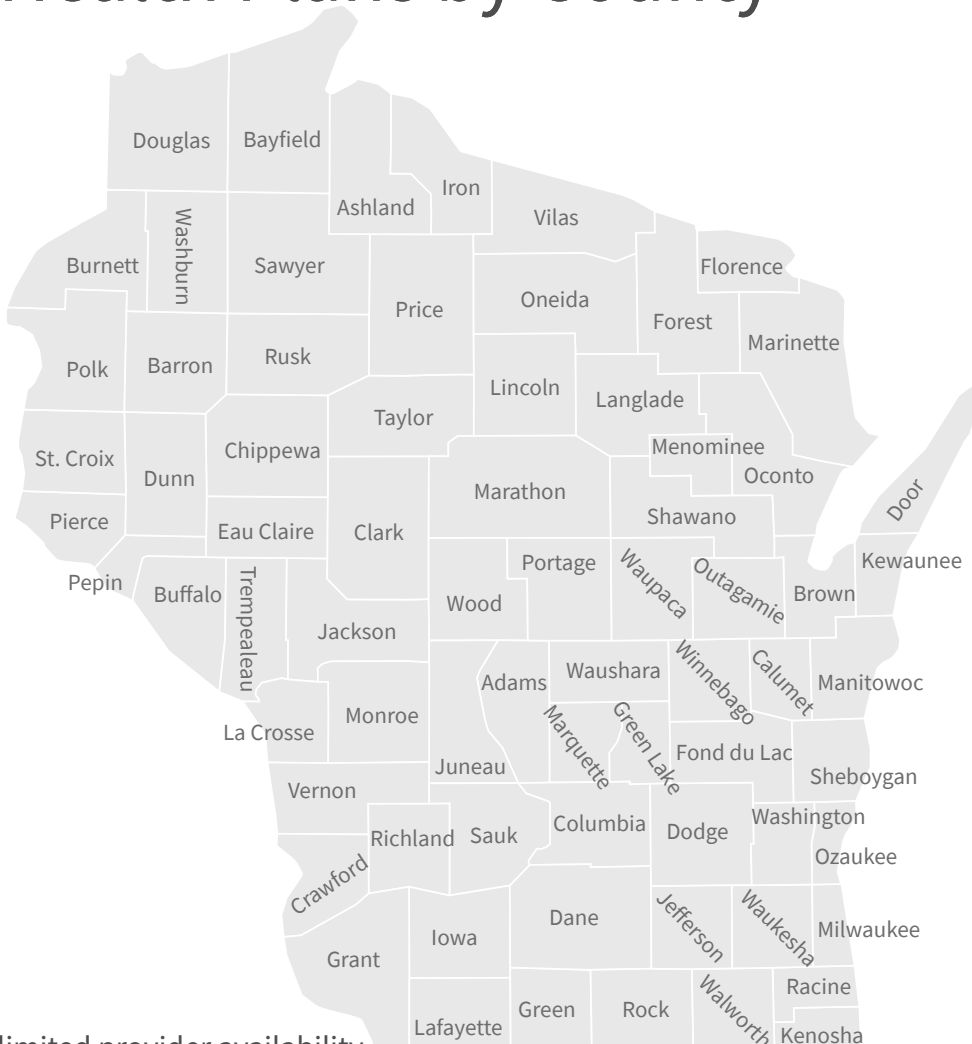 Health Plans by County
Douglas
Bayfield
Iron
Ashland
Vilas
Washburn
Burnett
Sawyer
Florence
Price
Oneida
Forest
Marinette
Polk
Barron
Rusk
Lincoln
Langlade
Taylor
St. Croix
Chippewa
Menominee
Dunn
Oconto
Marathon
Door
Pierce
Eau Claire
Clark
Shawano
Kewaunee
Pepin
Buffalo
Trempealeau
Portage
Waupaca
Outagamie
Brown
Wood
Jackson
Adams
Waushara
Winnebago
Calumet
Manitowoc
La Crosse
Monroe
Marquette
Green Lake
Fond du Lac
Juneau
Sheboygan
Vernon
Richland
Sauk
Columbia
Dodge
Washington
Ozaukee
Crawford
Dane
Jefferson
Waukesha
Milwaukee
Grant
Iowa
Racine
Lafayette
Green
Rock
Walworth
Kenosha
limited provider availability